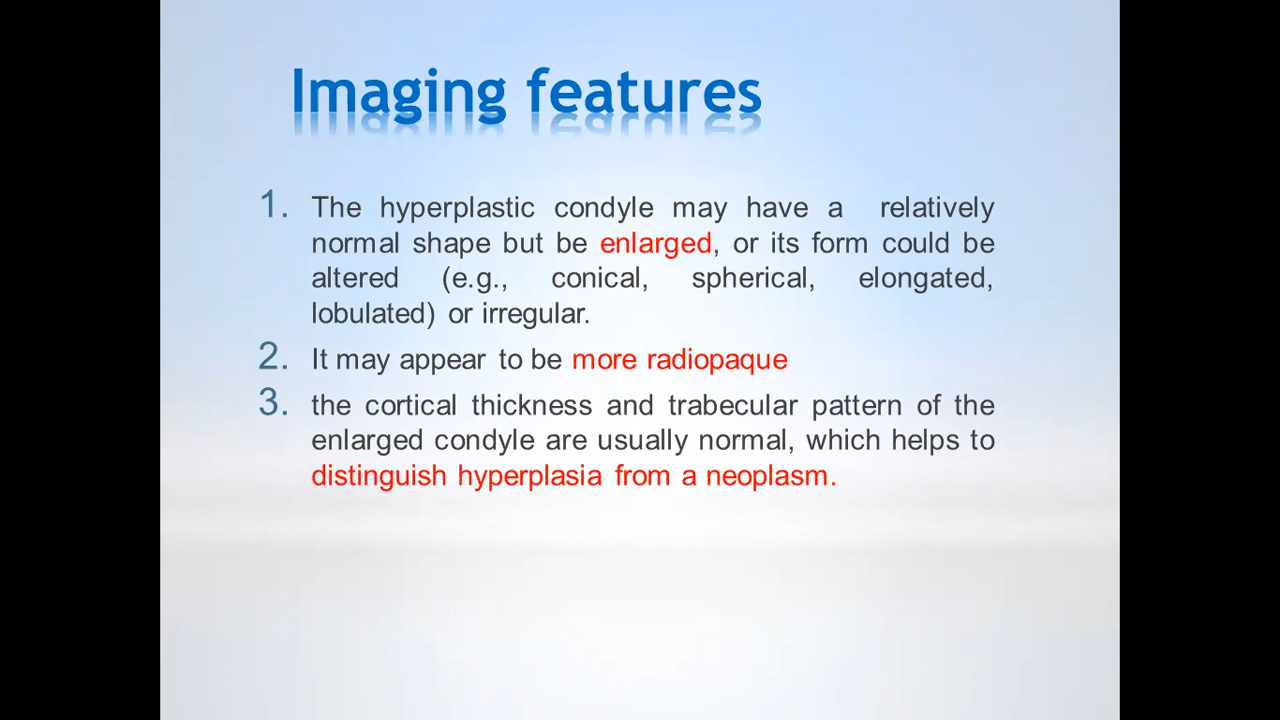 Imaging features
1. The hyperplastic condyle may have a relatively
normal shape but be enlarged, or its form could be
altered (e.g., conical, spherical, elongated,
lobulated) or irregular.
2. It may appear to be more radiopaque
3. the cortical thickness and trabecular pattern of the
enlarged condyle are usually normal, which helps to
distinguish hyperplasia from a neoplasm.